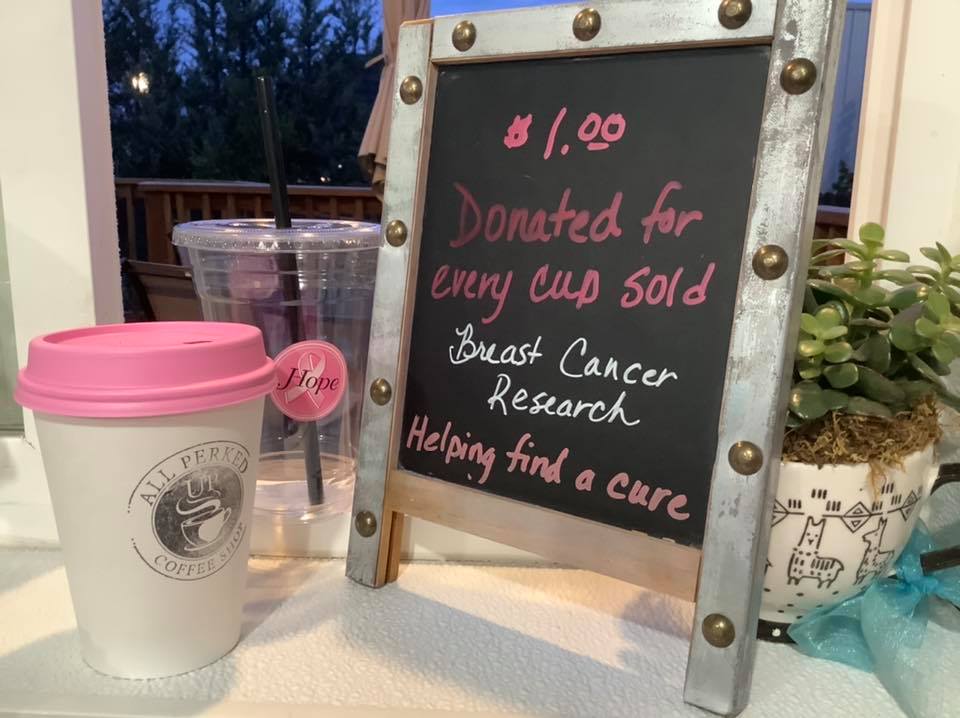 $1.00
Donated for
every cup sold
Breast Cancer
Research
Helping find a cure
Hope
ALL PERKED
UP
COFFEE SHOP